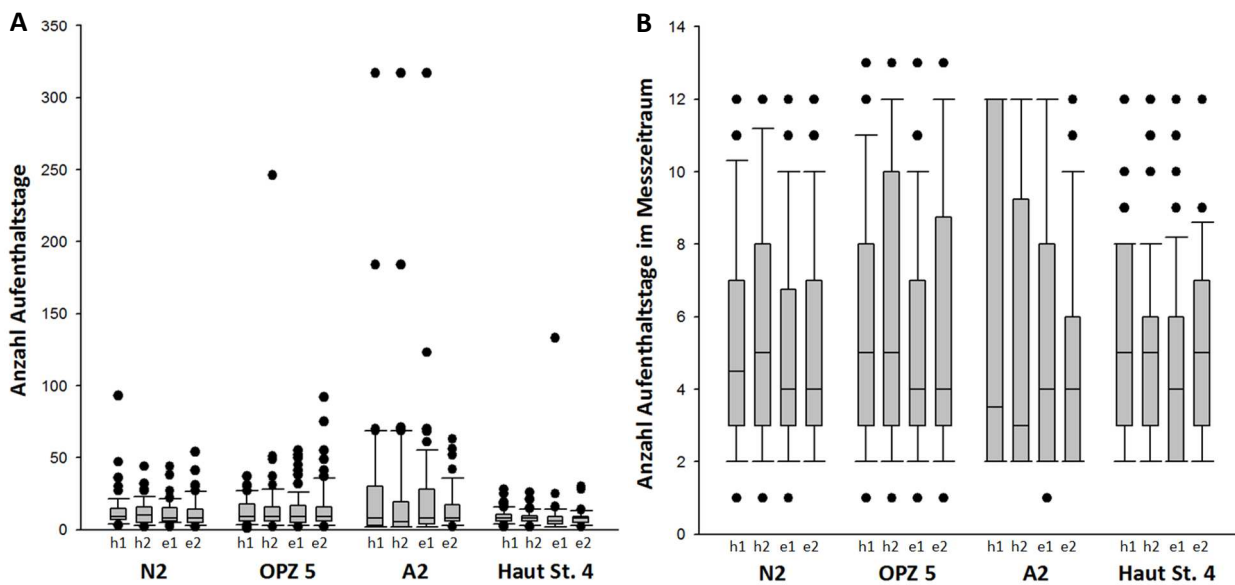 A
Anzahl Aufenthaltstage
350
300
250
200
150
100
50
0
h1 h2 e1 e2 h1 h2 e1 e2 h1 h2 e1 e2 h1 h2 e1 e2
N2 OPZ 5 A2 Haut St. 4
B
Anzahl Aufenthaltstage im Messzeitraum
14
12
10
8
6
4
2
0
h1 h2 e1 e2 h1 h2 e1 e2 h1 h2 e1 e2 h1 h2 e1 e2
N2 OPZ 5 A2 Haut St. 4